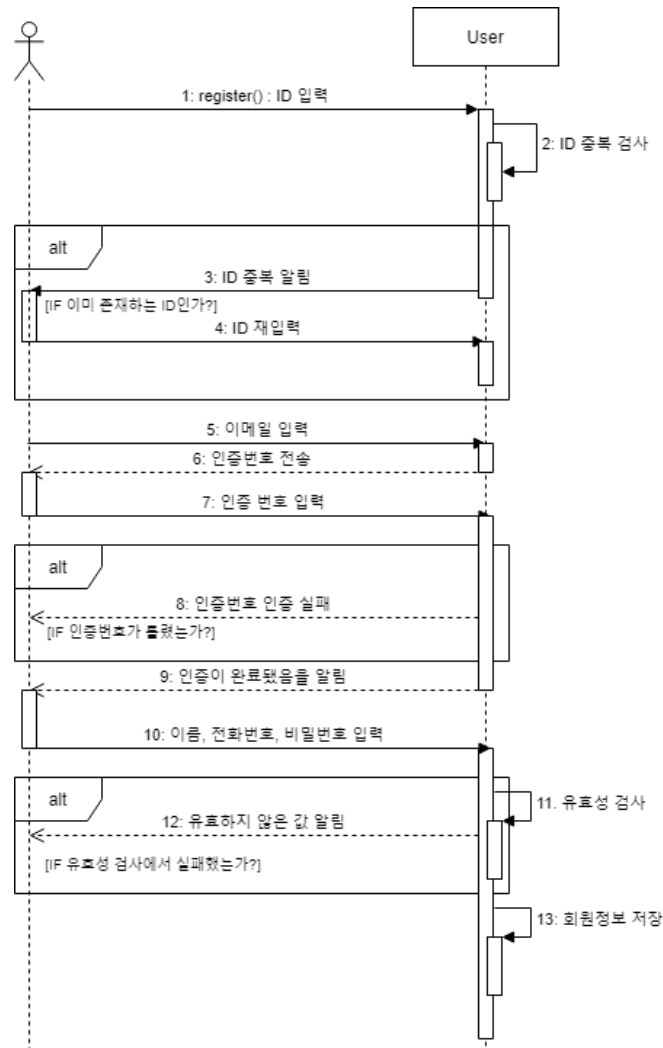 User
1: register() : ID 입력
2: ID 중복 검사
alt
3: ID 중복 알림
[IF 이미 존재하는 ID인가?]
4: ID 재입력
5: 이메일 입력
6: 인증번호 전송
7: 인증 번호 입력
alt
8: 인증번호 인증 실패
[IF 인증번호가 틀렸는가?]
9: 인증이 완료됐음을 알림
10: 이름, 전화번호, 비밀번호 입력
alt
11. 유효성 검사
12: 유효하지 않은 값 알림
[IF 유효성 검사에서 실패했는가?]
13: 회원정보 저장